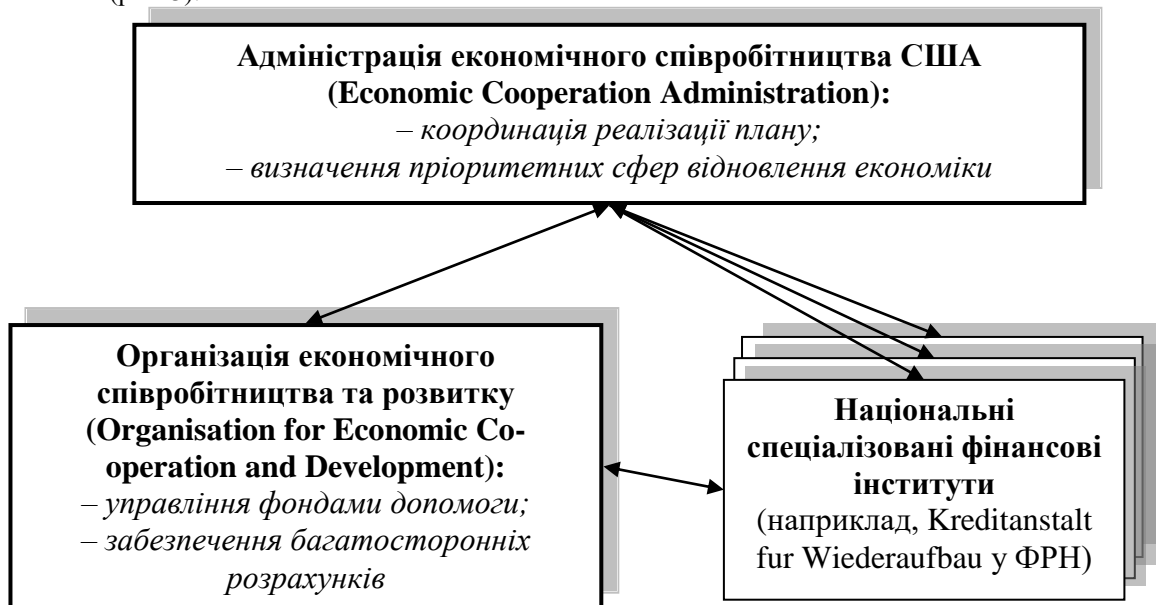 Адміністрація економічного співробітництва США
(Economic Cooperation Administration):
– координація реалізації плану;
– визначення пріоритетних сфер відновлення економіки
Організація економічного
співробітництва та розвитку
(Organisation for Economic Co-
operation and Development):
– управління фондами допомоги;
– забезпечення багатосторонніх
розрахунків
Національні
спеціалізовані фінансові
інститути
(наприклад, Kreditanstalt
fur Wiederaufbau у ФРН)